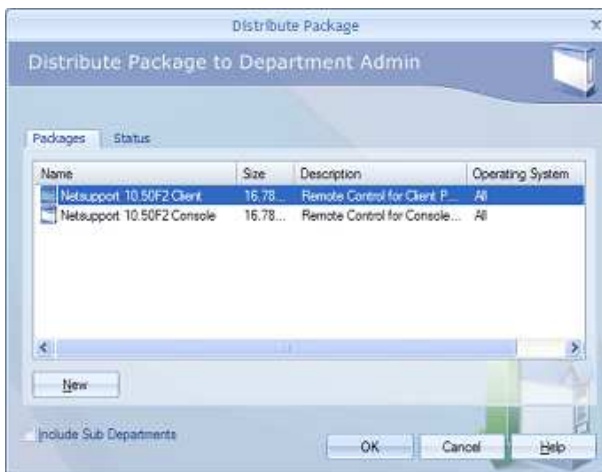 Distribute Package
Distribute Package to Department Admin
Packages Status
Name Size Description Operating System
Netsupport 10.50F2 Client 16.78... Remote Control for Client P... All
Netsupport 10.50F2 Console 16.78... Remote Control for Console... All
New
Include Sub Departments
OK Cancel Help